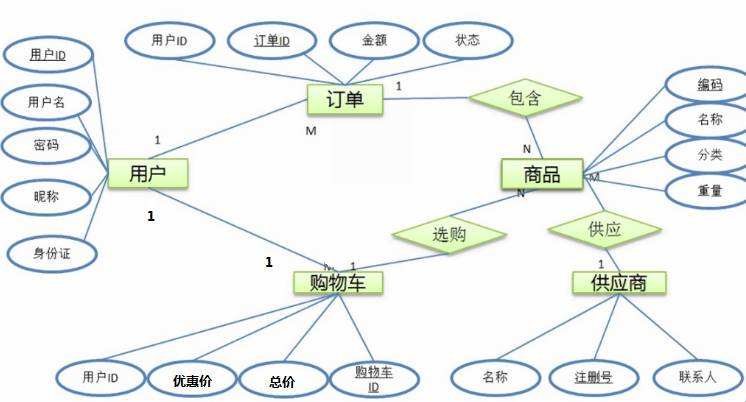 用户ID
订单ID
金额
状态
用户ID
用户名
密码
昵称
身份证
订单
1
包含
编码
名称
分类
重量
1
M
N
用户
商品
M
N
1
选购
供应
1
M
1
1
购物车
供应商
用户ID
优惠价
总价
购物车
ID
名称
注删号
联系人